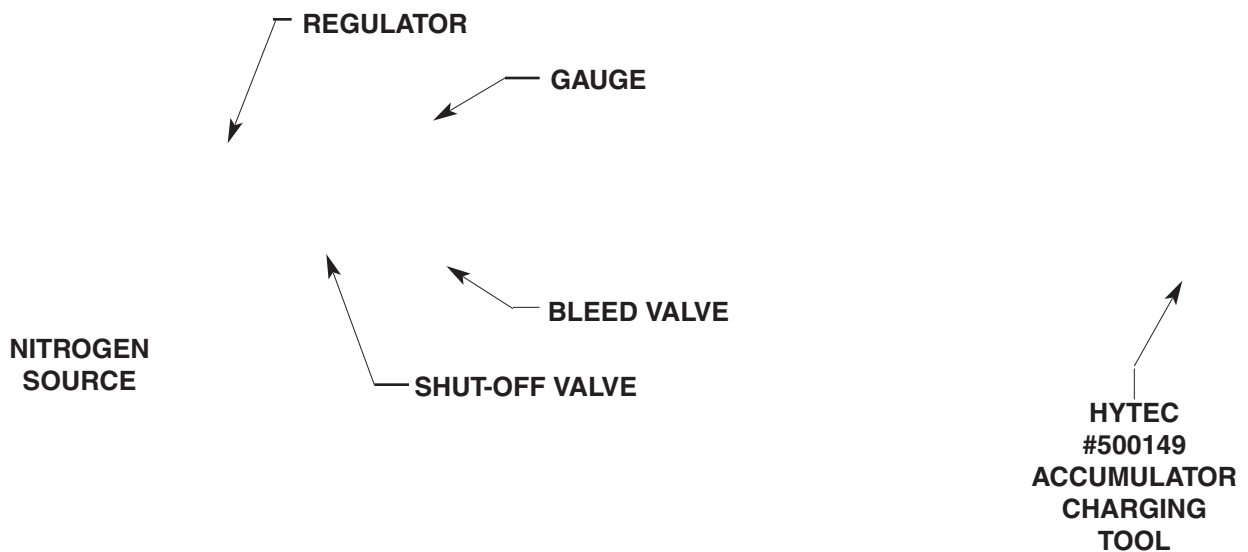 REGULATOR
GAUGE
BLEED VALVE
NITROGEN
SOURCE
SHUT-OFF VALVE
HYTEC
#500149
ACCUMULATOR
CHARGING
TOOL